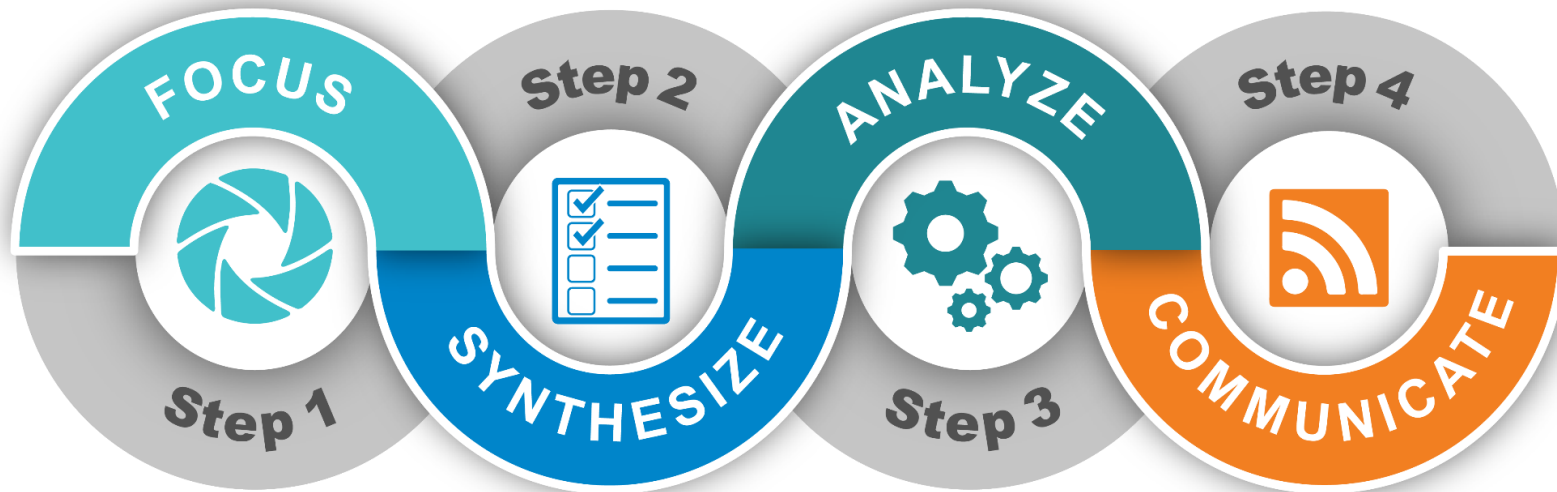 FOCUS
Step 1
Step 2
SYNTHESIZE
ANALYZE
Step 3
Step 4
COMMUNICATE